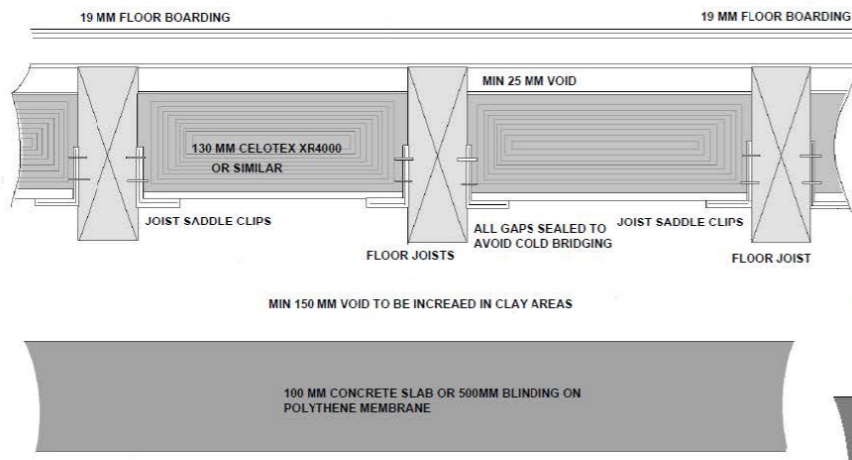 19 MM FLOOR BOARDING
19 MM FLOOR BOARDING
MIN 25 MM VOID
130 MM CELOTEX XR4000
OR SIMILAR
JOIST SADDLE CLIPS
ALL GAPS SEALED TO
AVOID COLD BRIDGING
JOIST SADDLE CLIPS
FLOOR JOISTS
FLOOR JOIST
MIN 150 MM VOID TO BE INCREAED IN CLAY AREAS
100 MM CONCRETE SLAB OR 500MM BLINDING ON
POLYTHENE MEMBRANE